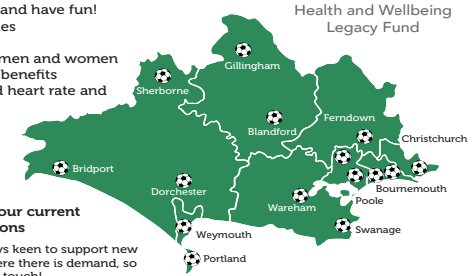 and have fun!
es
men and women
benefits
d heart rate and
Health and Wellbeing
Legacy Fund
Gillingham
Sherborne
Blandford
Ferndown
Christchurch
Bridport
Dorchester
Bournemouth
Wareham
Poole
Swanage
Weymouth
Portland
our current
ons
ys keen to support new
ere there is demand, so
touch!